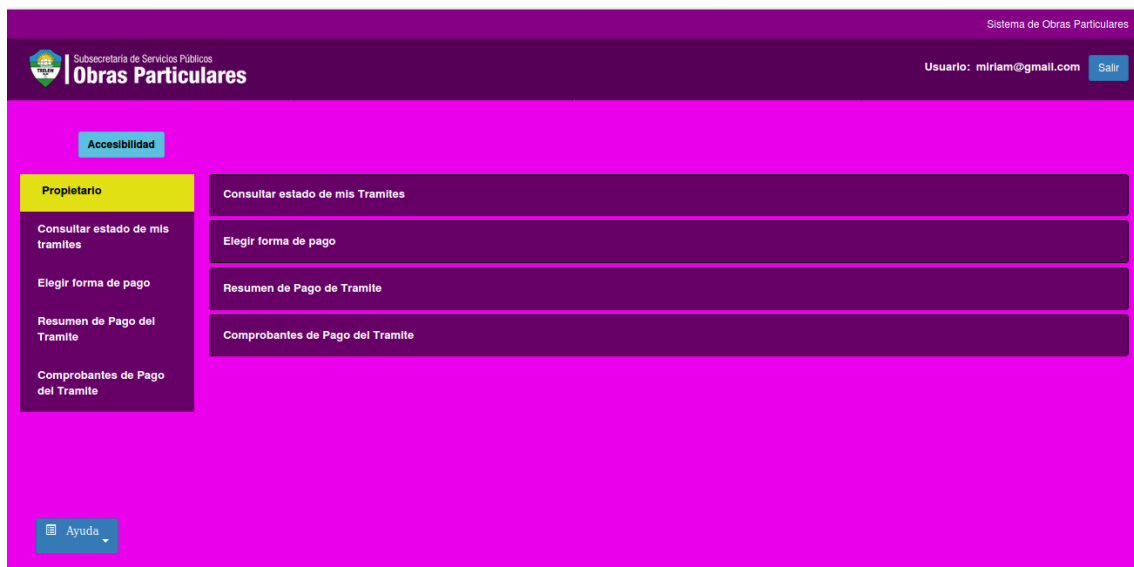 Sistema de Obras Particulares
TRELEW
Subsecretaria de Servicios Públicos
Obras Particulares
Usuario: miriam@gmail.com Salir
Accesibilidad
Propietario
Consultar estado de mis
tramites
Elegir forma de pago
Resumen de Pago del
Tramite
Comprobantes de Pago
del Tramite
Consultar estado de mis Tramites
Elegir forma de pago
Resumen de Pago de Tramite
Comprobantes de Pago del Tramite
Ayuda